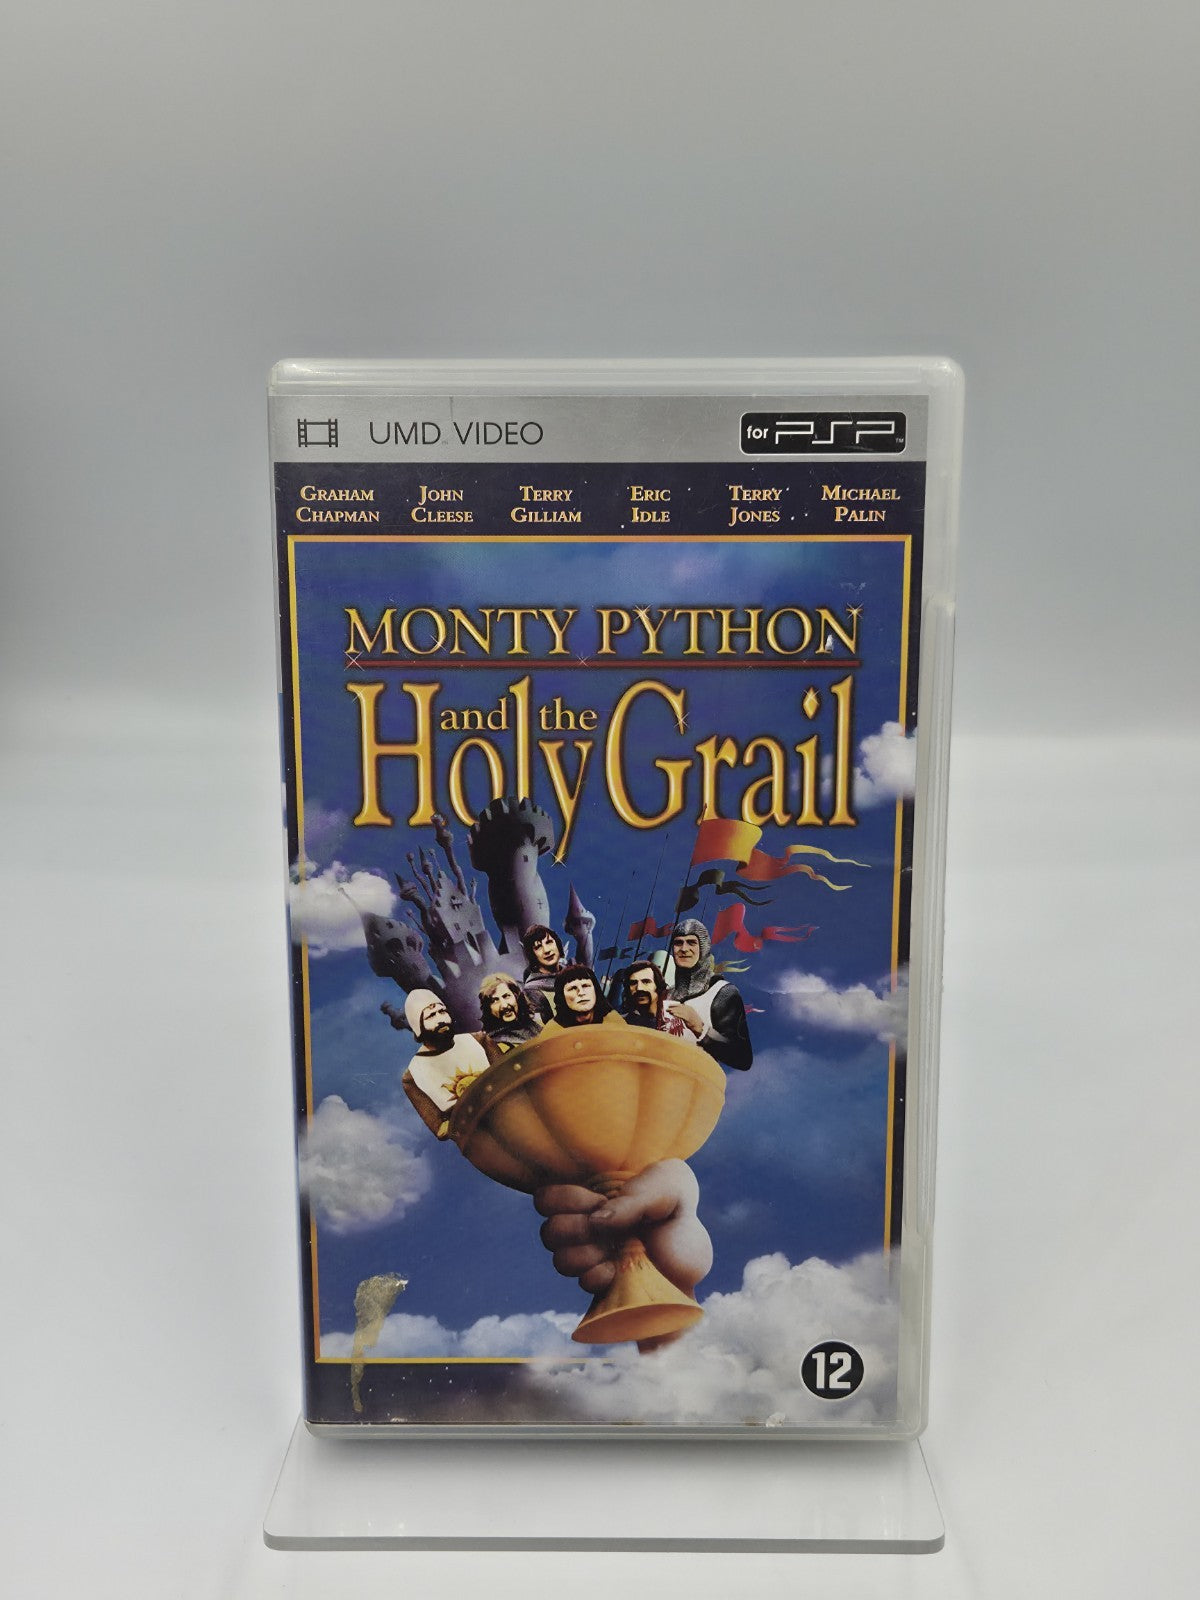 UMD VIDEO
for PSP™
GRAHAM CHAPMAN
JOHN CLEESE
TERRY GILLIAM
ERIC IDLE
TERRY JONES
MICHAEL PALIN
MONTY PYTHON
and the
Holy Grail
12